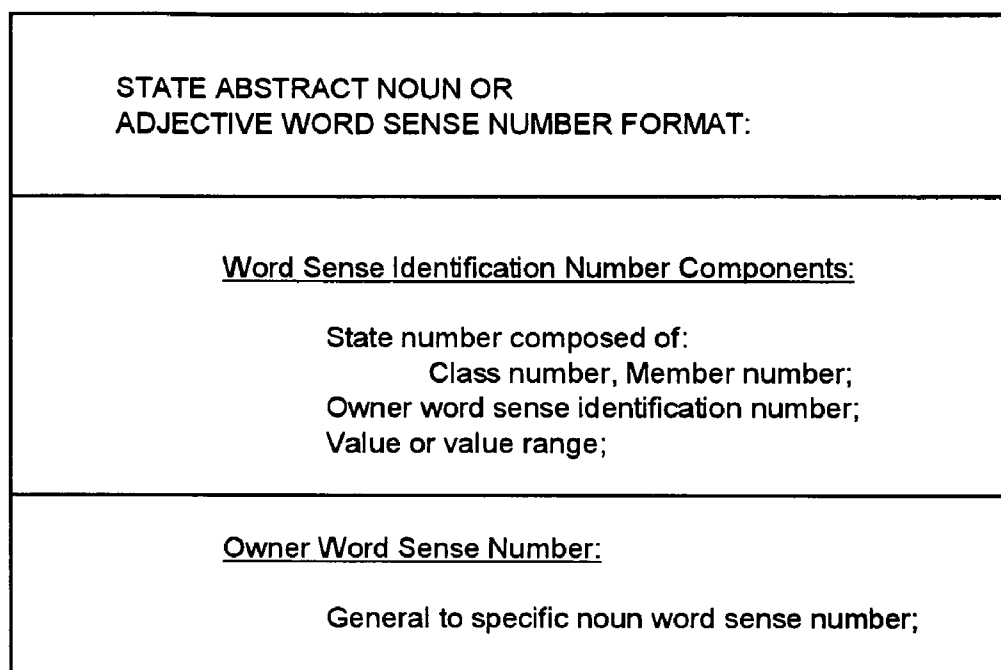 STATE ABSTRACT NOUN OR
ADJECTIVE WORD SENSE NUMBER FORMAT:
Word Sense Identification Number Components:
State number composed of:
Class number, Member number;
Owner word sense identification number;
Value or value range;
Owner Word Sense Number:
General to specific noun word sense number;